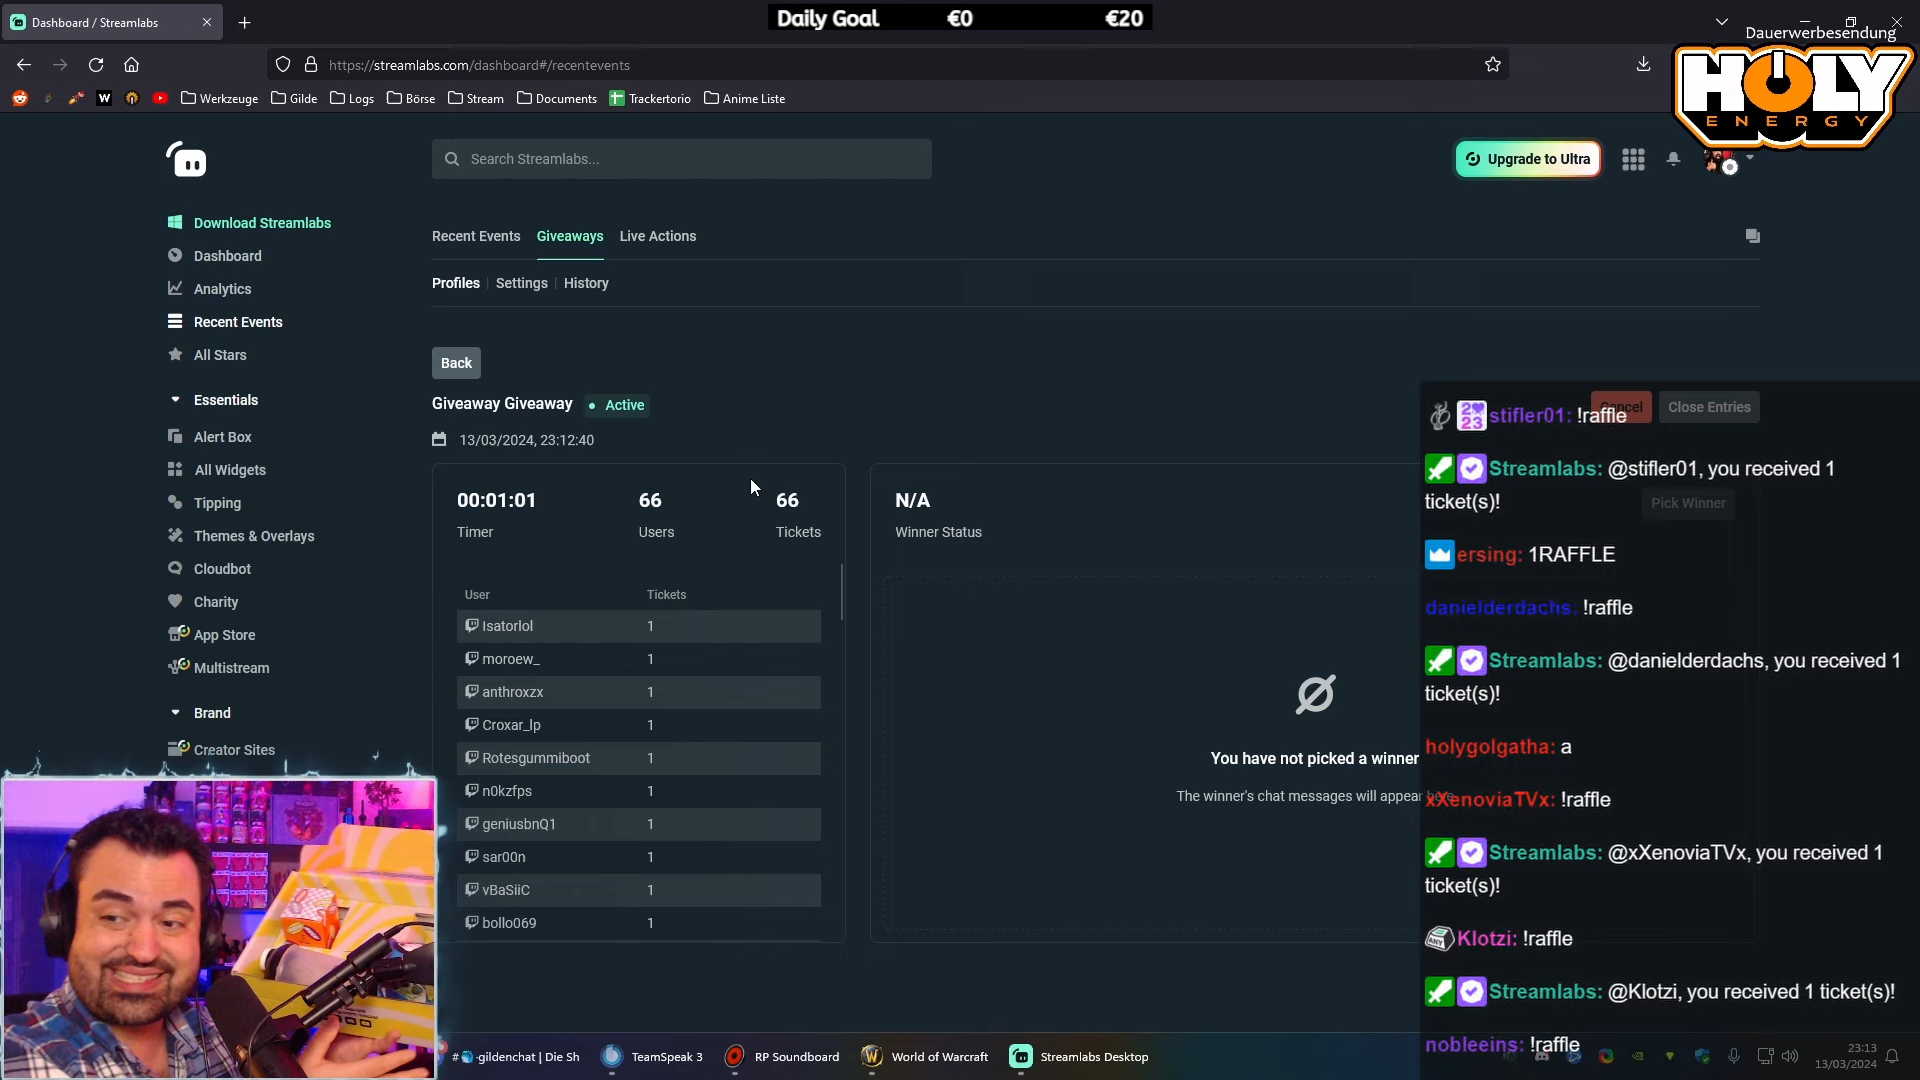 Dashboard / Streamlabs
Daily Goal €0 €20
Dauerwerbesendung
https://streamlabs.com/dashboard#/recentevents
HOLY
ENERGY
W Werkzeuge Gilde Logs Börse Stream Documents Trackertorio Anime Liste
Search Streamlabs...
Upgrade to Ultra
Download Streamlabs
Dashboard
Analytics
Recent Events
All Stars
Essentials
Alert Box
All Widgets
Tipping
Themes & Overlays
Cloudbot
Charity
App Store
Multistream
Brand
Creator Sites
Recent Events Giveaways Live Actions
Profiles Settings History
Back
Giveaway Giveaway Active
13/03/2024, 23:12:40
00:01:01 66 66
Timer Users Tickets
User Tickets
Isatorlol 1
moroew_ 1
anthroxzx 1
Croxar_lp 1
Rotesgummiboot 1
n0kzfps 1
geniusbnQ1 1
sar00n 1
vBaSiiC 1
bollo069 1
N/A
Winner Status
You have not picked a winner
The winner's chat messages will appear
Cancel Close Entries
Pick Winner
stifler01: !raffle
Streamlabs: @stifler01, you received 1
ticket(s)!
ersing: 1RAFFLE
danielderdachs: !raffle
Streamlabs: @danielderdachs, you received 1
ticket(s)!
holygolgatha: a
xXenoviaTVx: !raffle
Streamlabs: @xXenoviaTVx, you received 1
ticket(s)!
ANY Klotzi: !raffle
Streamlabs: @Klotzi, you received 1 ticket(s)!
nobleeins: !raffle
#gildenchat | Die Sh TeamSpeak 3 RP Soundboard World of Warcraft Streamlabs Desktop
23:13
13/03/2024